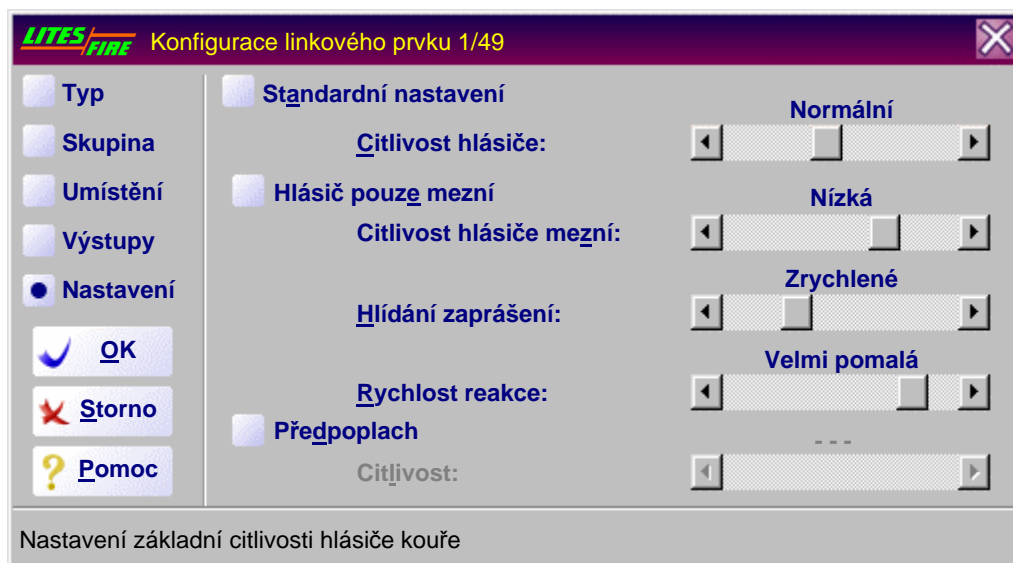 LITES FIRE Konfigurace linkového prvku 1/49
Typ
Skupina
Umístění
Výstupy
Nastavení
OK
Storno
Pomoc
Standardní nastavení
Citlivost hlásiče:
Normální
Hlásič pouze mezní
Citlivost hlásiče mezní:
Nízká
Hlídání zaprášení:
Zrychlené
Rychlost reakce:
Velmi pomalá
Předpoplach
Citlivost:
- - -
Nastavení základní citlivosti hlásiče kouře